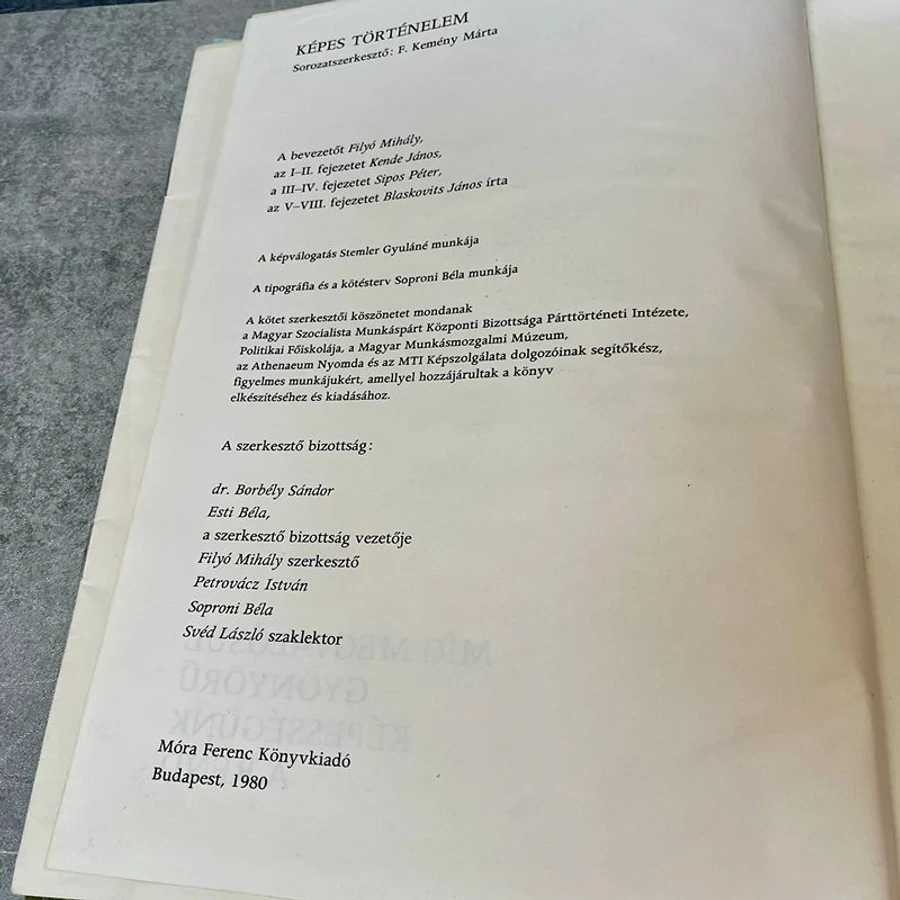 KÉPES TÖRTÉNELEM
Sorozatszerkesztő: F. Kemény Márta
A bevezetőt Filyó Mihály,
az I–II. fejezetet Kende János,
a III–IV. fejezetet Sipos Péter,
az V–VIII. fejezetet Blaskovits János írta
A képválogatás Stemler Gyuláné munkája
A tipográfia és a kötésterv Soproni Béla munkája
A kötet szerkesztői köszönetet mondanak
a Magyar Szocialista Munkáspárt Központi Bizottsága Párttörténeti Intézete,
Politikai Főiskolája, a Magyar Munkásmozgalmi Múzeum,
az Athenaeum Nyomda és az MTI Képszolgálata dolgozóinak segítőkész,
figyelmes munkájukért, amellyel hozzájárultak a könyv
elkészítéséhez és kiadásához.
A szerkesztő bizottság:
dr. Borbély Sándor
Esti Béla,
a szerkesztő bizottság vezetője
Filyó Mihály szerkesztő
Petrovácz István
Soproni Béla
Svéd László szaklektor
MÍG MEGVALÓSUL
GYÖNYÖRŰ
KÉPESSÉGÜNK
Móra Ferenc Könyvkiadó
Budapest, 1980